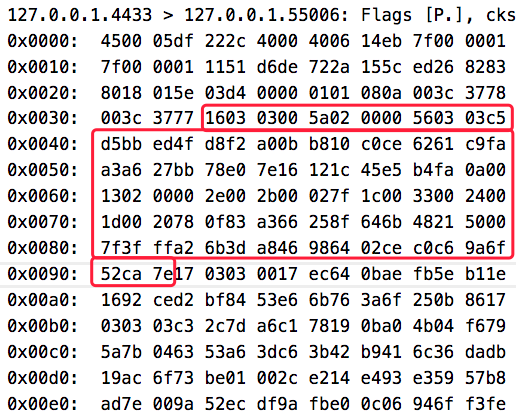 127.0.0.1.4433 > 127.0.0.1.55006: Flags [P.], cks
0x0000: 4500 05df 222c 4000 4006 14eb 7f00 0001
0x0010: 7f00 0001 1151 d6de 722a 155c ed26 8283
0x0020: 8018 015e 03d4 0000 0101 080a 003c 3778
0x0030: 003c 3777 1603 0300 5a02 0000 5603 03c5
0x0040: d5bb ed4f d8f2 a00b b810 c0ce 6261 c9fa
0x0050: a3a6 27bb 78e0 7e16 121c 45e5 b4fa 0a00
0x0060: 1302 0000 2e00 2b00 027f 1c00 3300 2400
0x0070: 1d00 2078 0f83 a366 258f 646b 4821 5000
0x0080: 7f3f ffa2 6b3d a846 9864 02ce c0c6 9a6f
0x0090: 52ca 7e17 0303 0017 ec64 0bae fb5e b11e
0x00a0: 1692 ced2 bf84 53e6 6b76 3a6f 250b 8617
0x00b0: 0303 03c3 2c7d a6c1 7819 0ba4 4b04 f679
0x00c0: 5a7b 0463 53a6 3dc6 3b42 b941 6c36 dadb
0x00d0: 19ac 6f73 be01 002c e214 e493 e359 57b8
0x00e0: ad7e 009a 52ec df9a fbe0 0c06 946f f3fe